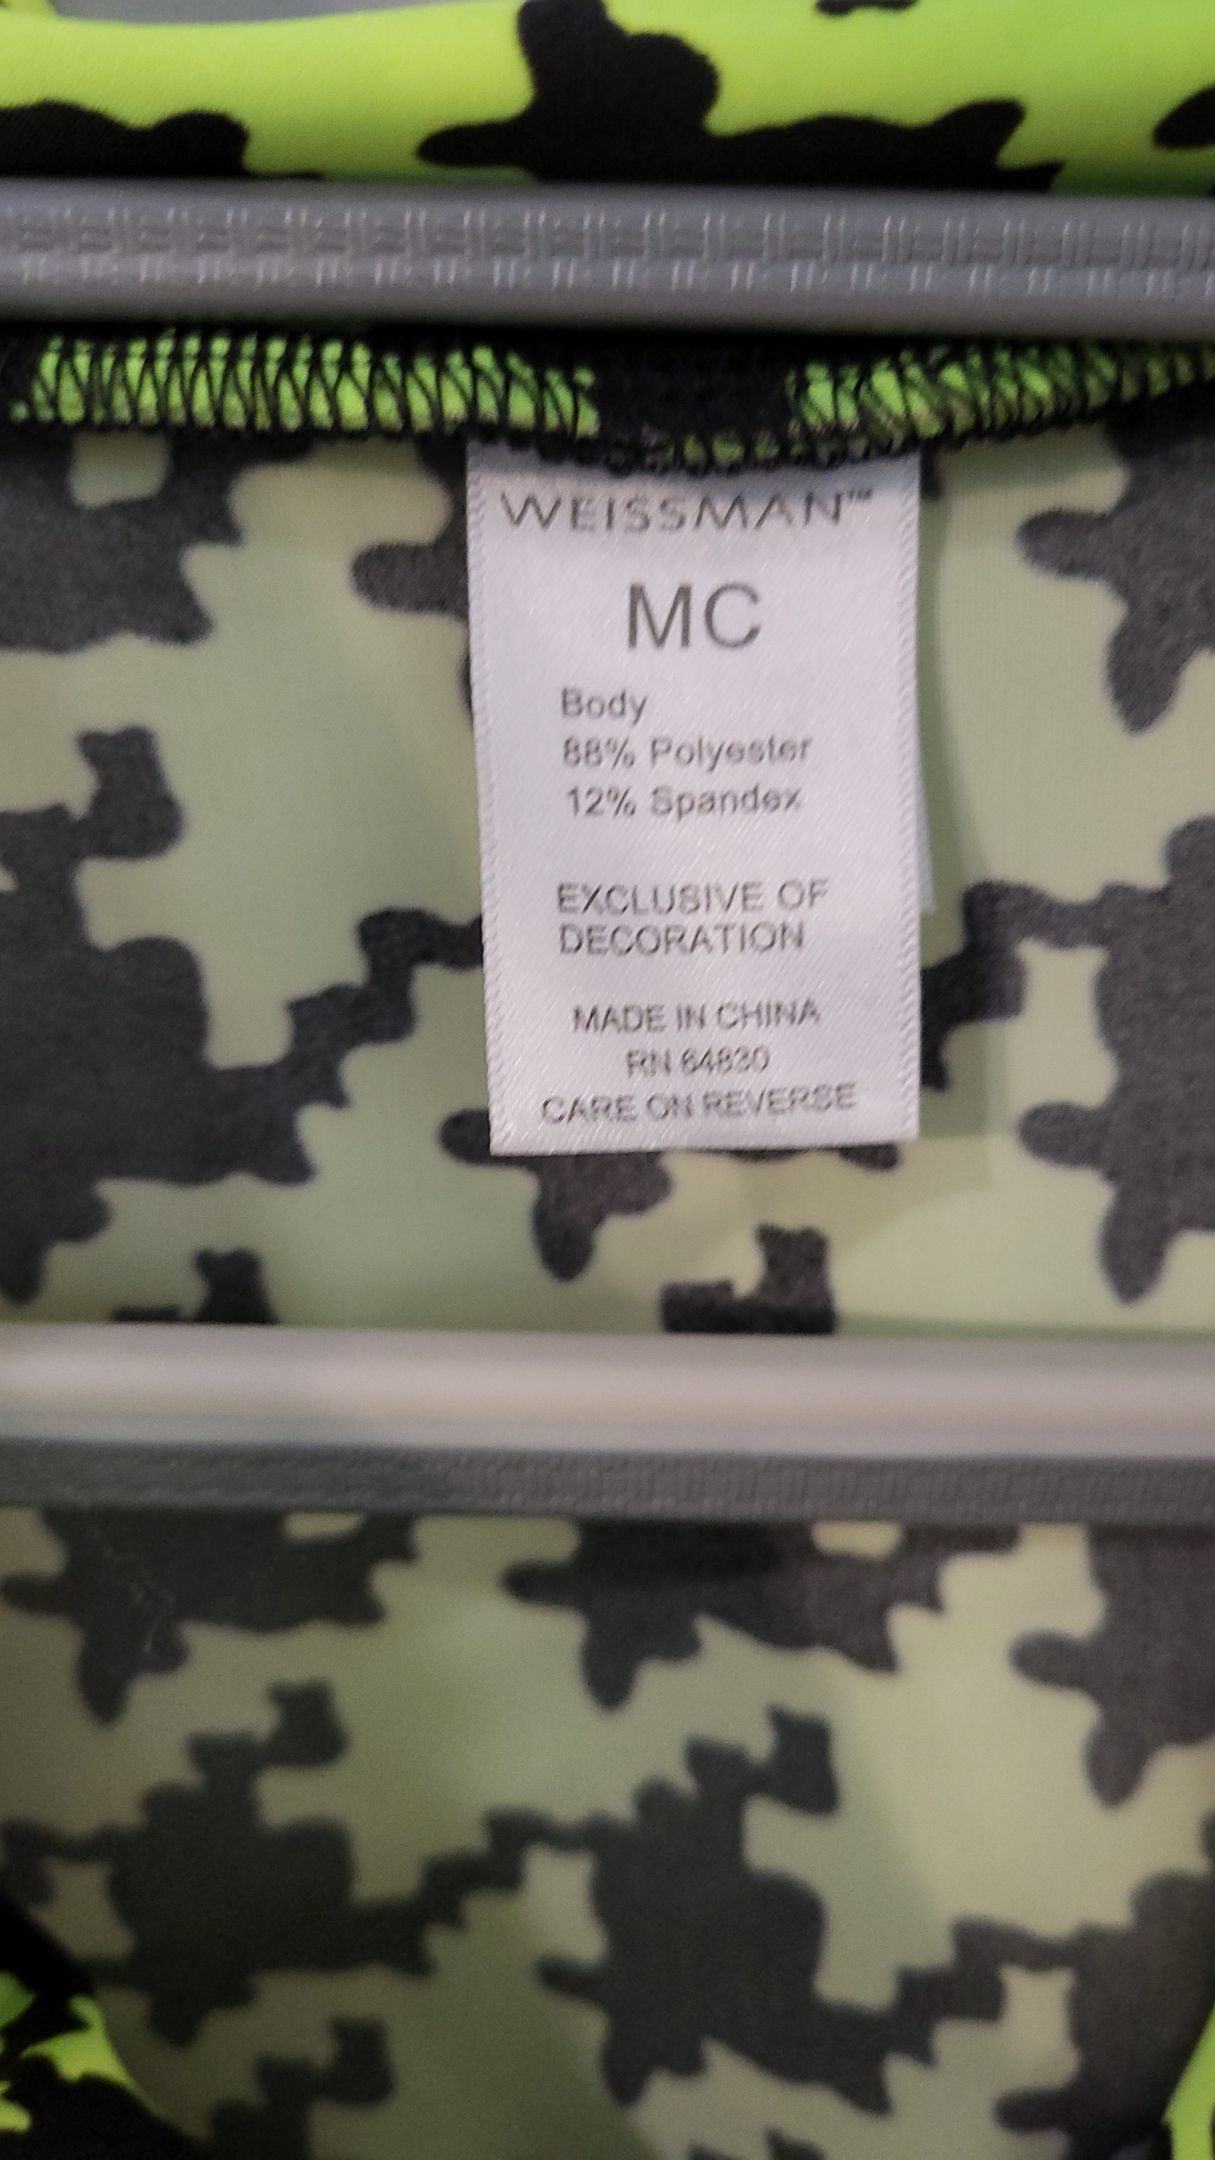 WEISSMAN™
MC
Body
88% Polyester
12% Spandex
EXCLUSIVE OF
DECORATION
MADE IN CHINA
RN 64830
CARE ON REVERSE